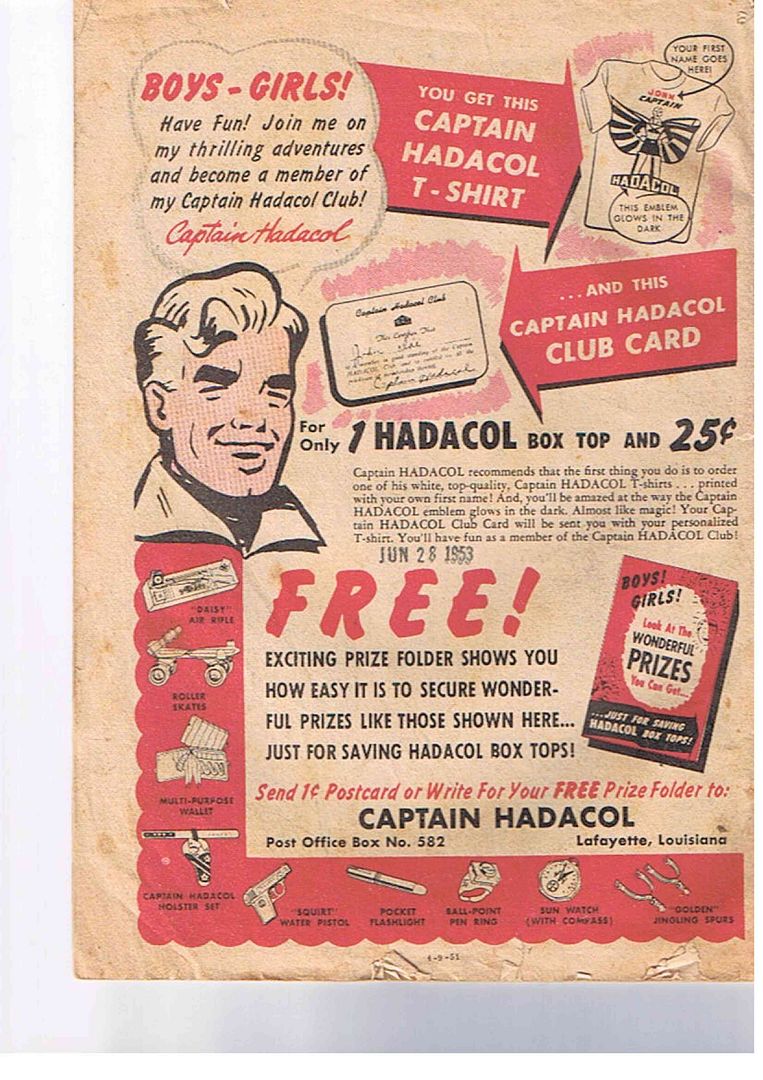 BOYS - GIRLS!
Have Fun! Join me on
my thrilling adventures
and become a member of
my Captain Hadacol Club!
Captain Hadacol
YOU GET THIS
CAPTAIN
HADACOL
T-SHIRT
YOUR FIRST
NAME GOES
HERE!
JOHN
CAPTAIN
HADACOL
THIS EMBLEM
GLOWS IN THE
DARK
...AND THIS
CAPTAIN HADACOL
CLUB CARD
Captain Hadacol Club
This Certifies That
John
Captain Hadacol
For
Only 1 HADACOL BOX TOP AND 25¢
Captain HADACOL recommends that the first thing you do is to order
one of his white, top-quality, Captain HADACOL T-shirts . . . printed
with your own first name! And, you'll be amazed at the way the Captain
HADACOL emblem glows in the dark. Almost like magic! Your Cap-
tain HADACOL Club Card will be sent you with your personalized
T-shirt. You'll have fun as a member of the Captain HADACOL Club!
JUN 28 1953
FREE!
EXCITING PRIZE FOLDER SHOWS YOU
HOW EASY IT IS TO SECURE WONDER-
FUL PRIZES LIKE THOSE SHOWN HERE...
JUST FOR SAVING HADACOL BOX TOPS!
BOYS!
GIRLS!
Look At The
WONDERFUL
PRIZES
You Can Get...
...JUST FOR SAVING
HADACOL BOX TOPS!
Send 1¢ Postcard or Write For Your FREE Prize Folder to:
CAPTAIN HADACOL
Post Office Box No. 582 Lafayette, Louisiana
"DAISY"
AIR RIFLE
ROLLER
SKATES
MULTI-PURPOSE
WALLET
CAPTAIN HADACOL
HOLSTER SET
"SQUIRT"
WATER PISTOL
POCKET
FLASHLIGHT
BALL-POINT
PEN RING
SUN WATCH
(WITH COMPASS)
"GOLDEN"
JINGLING SPURS
4-9-51